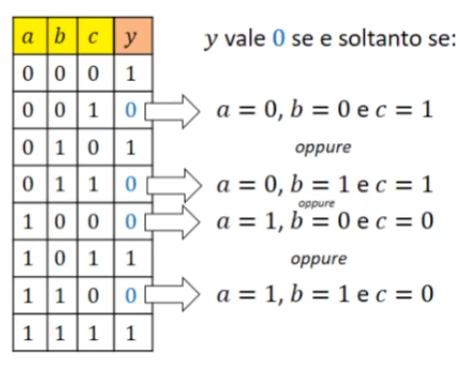 a b c y
0 0 0 1
0 0 1 0
0 1 0 1
0 1 1 0
1 0 0 0
1 0 1 1
1 1 0 0
1 1 1 1
y vale 0 se e soltanto se:
a = 0, b = 0 e c = 1
oppure
a = 0, b = 1 e c = 1
oppure
a = 1, b = 0 e c = 0
oppure
a = 1, b = 1 e c = 0